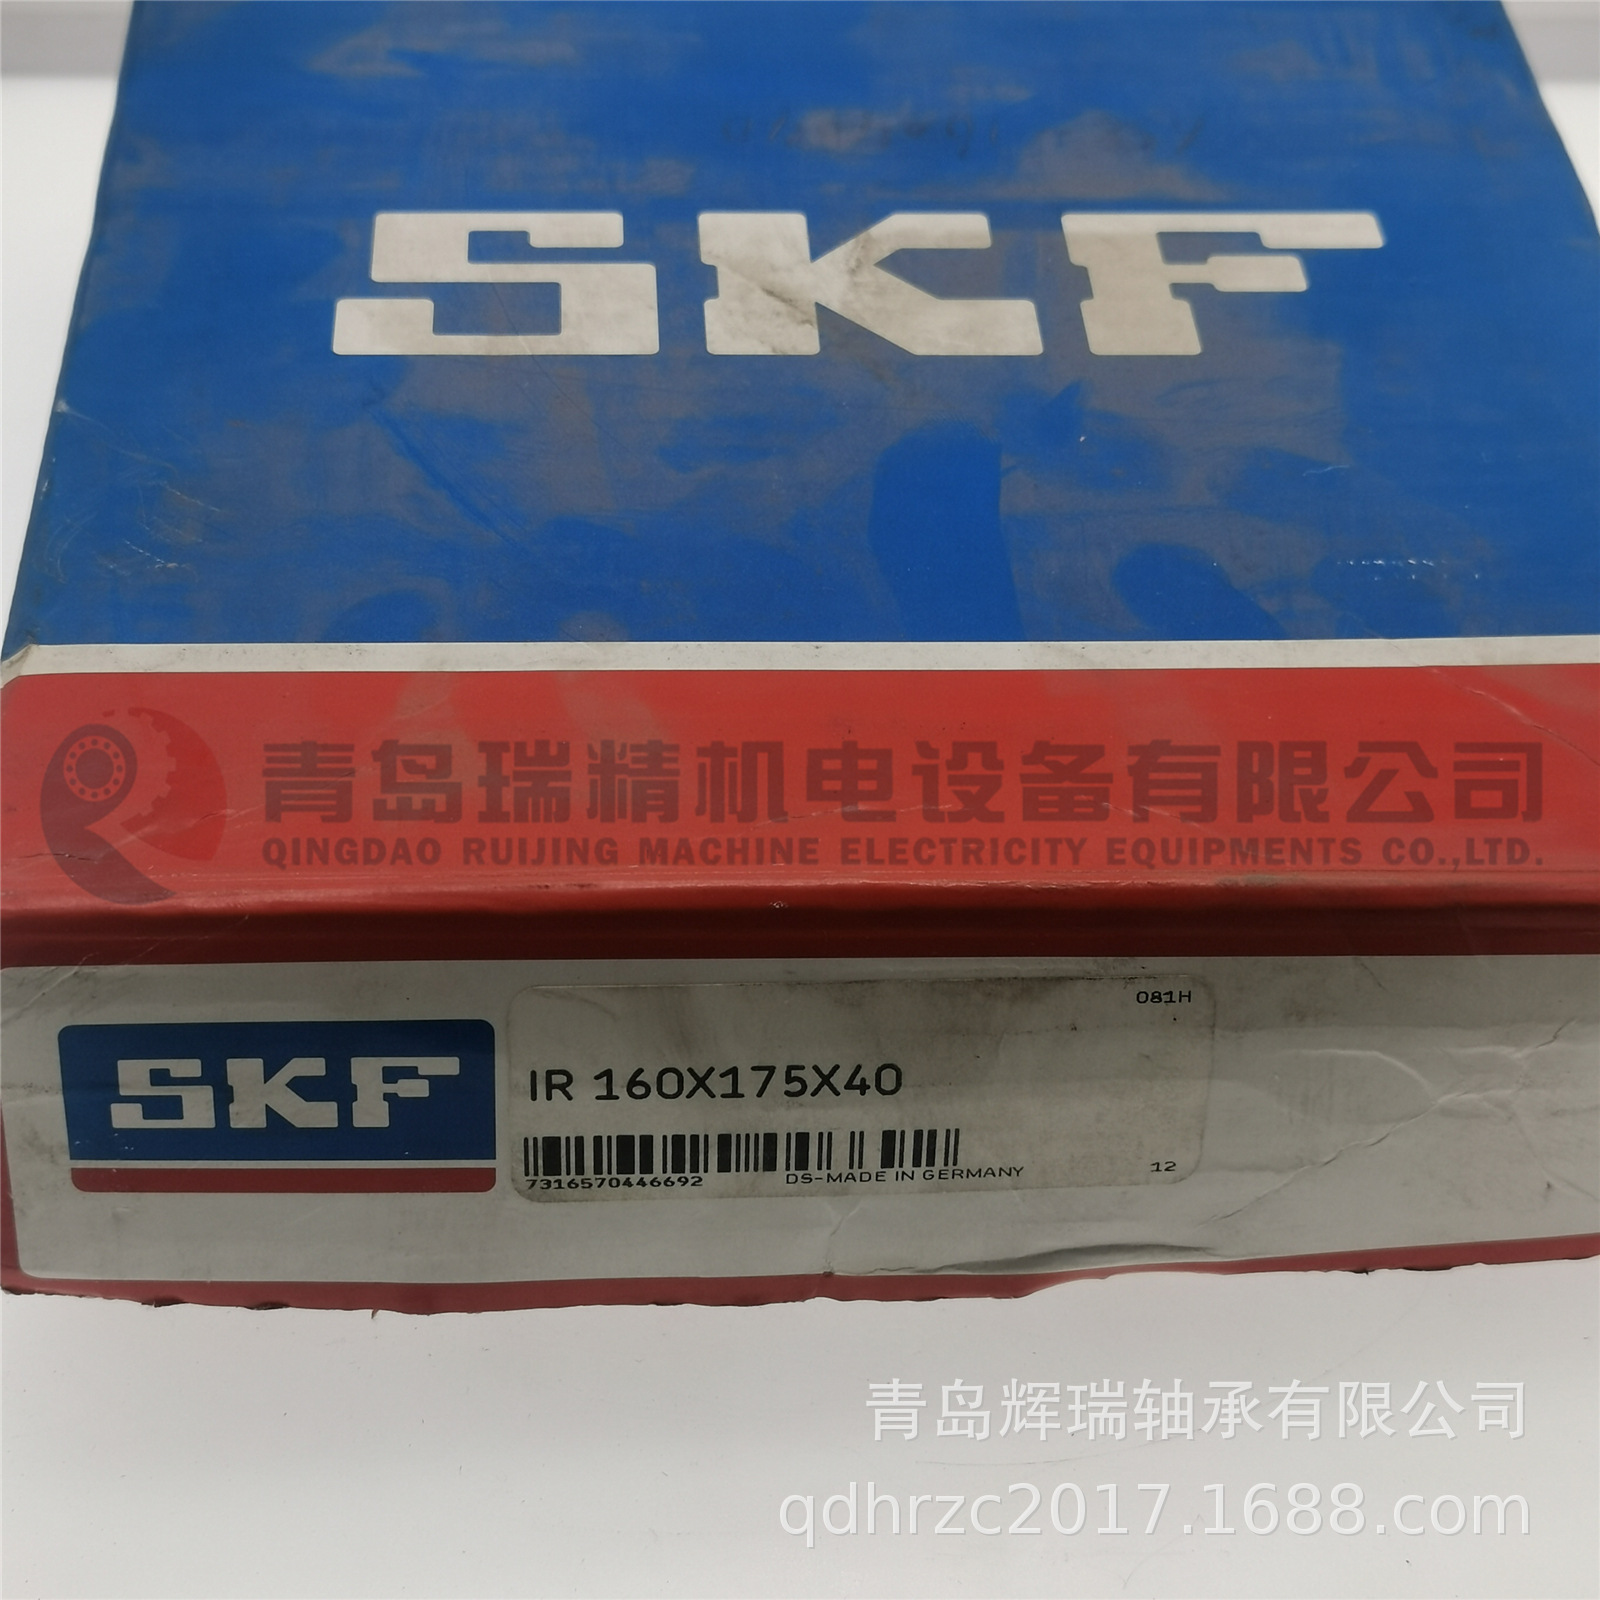 SKF
青岛瑞精机电设备有限公司
QINGDAO RUIJING MACHINE ELECTRICITY EQUIPMENTS CO.,LTD.
081H
SKF
IR 160X175X40
7316570446692
DS-MADE IN GERMANY
12
青岛辉瑞轴承有限公司
qdhrzc2017.1688.com